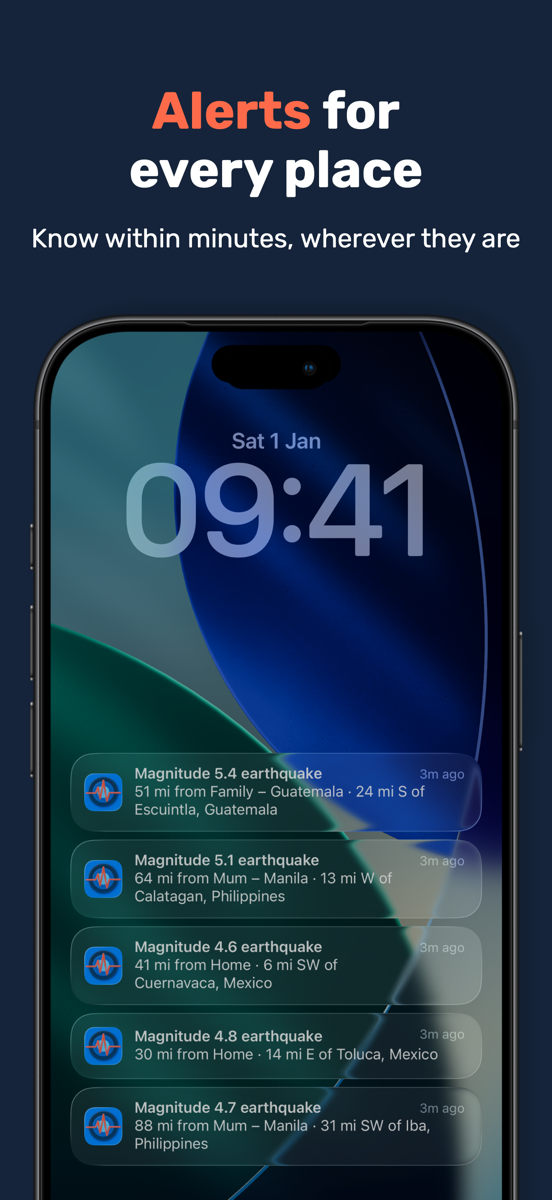 Alerts for
every place
Know within minutes, wherever they are
Sat 1 Jan
09:41
Magnitude 5.4 earthquake
3m ago
51 mi from Family – Guatemala · 24 mi S of
Escuintla, Guatemala
Magnitude 5.1 earthquake
3m ago
64 mi from Mum – Manila · 13 mi W of
Calatagan, Philippines
Magnitude 4.6 earthquake
3m ago
41 mi from Home · 6 mi SW of
Cuernavaca, Mexico
Magnitude 4.8 earthquake
3m ago
30 mi from Home · 14 mi E of Toluca, Mexico
Magnitude 4.7 earthquake
3m ago
88 mi from Mum – Manila · 31 mi SW of Iba,
Philippines